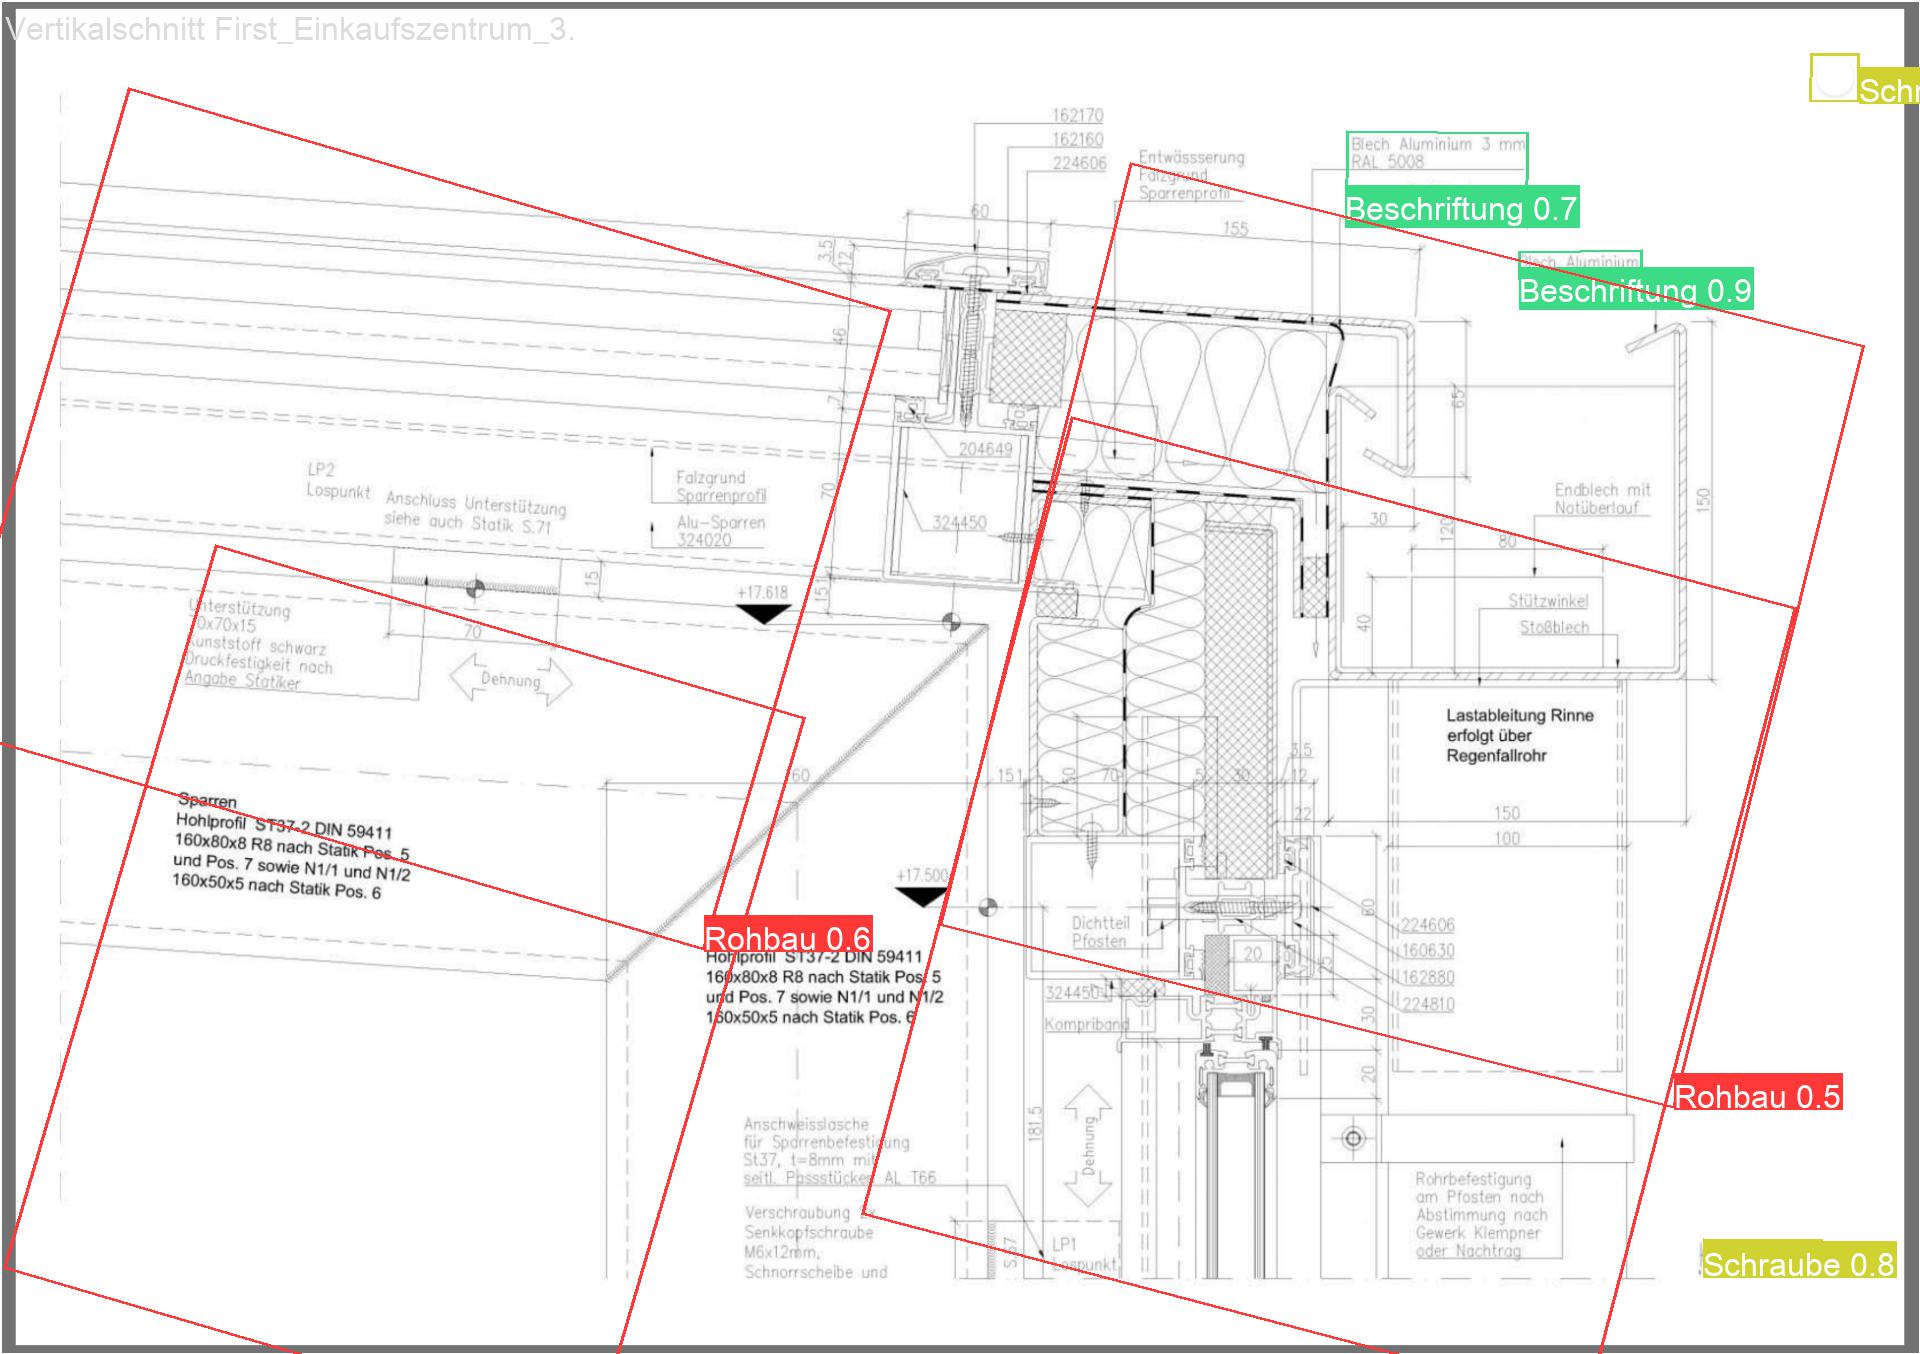 Vertikalschnitt First_Einkaufszentrum_3.
162170
162160
224606
Entwässserung
Falzgrund
Sparrenprofil
Blech Aluminium 3 mm
RAL 5008
Beschriftung 0.7
Blech Aluminium
Beschriftung 0.9
60
155
3,5
12
46
7
70
15
204649
324450
LP2
Lospunkt
Anschluss Unterstützung
siehe auch Statik S.71
Falzgrund
Sparrenprofil
Alu-Sparren
324020
15
70
Unterstützung
Kunststoff schwarz
Druckfestigkeit nach
Angabe Statiker
Dehnung
+17.618
65
150
120
30
80
40
Endblech mit
Notüberlauf
Stützwinkel
Stoßblech
Lastableitung Rinne
erfolgt über
Regenfallrohr
3.5
12
22
150
100
60
151
70
5
30
Sparren
Hohlprofil ST37-2 DIN 59411
160x80x8 R8 nach Statik Pos. 5
und Pos. 7 sowie N1/1 und N1/2
160x50x5 nach Statik Pos. 6
+17.500
Rohbau 0.6
Hohlprofil ST37-2 DIN 59411
160x80x8 R8 nach Statik Pos. 5
und Pos. 7 sowie N1/1 und N1/2
160x50x5 nach Statik Pos. 6
Dichtteil
Pfosten
20
25
60
30
20
224606
160630
162880
224810
324450
Kompriband
Rohbau 0.5
181.5
Dehnung
Anschweisslasche
für Sparrenbefestigung
St37, t=8mm mit
seitl. Passstücken AL T66
Verschraubung 2x
Senkkopfschraube
M6x12mm,
Schnorrscheibe und
LP1
Lospunkt
Rohrbefestigung
am Pfosten nach
Abstimmung nach
Gewerk Klempner
oder Nachtrag
Schraube 0.8